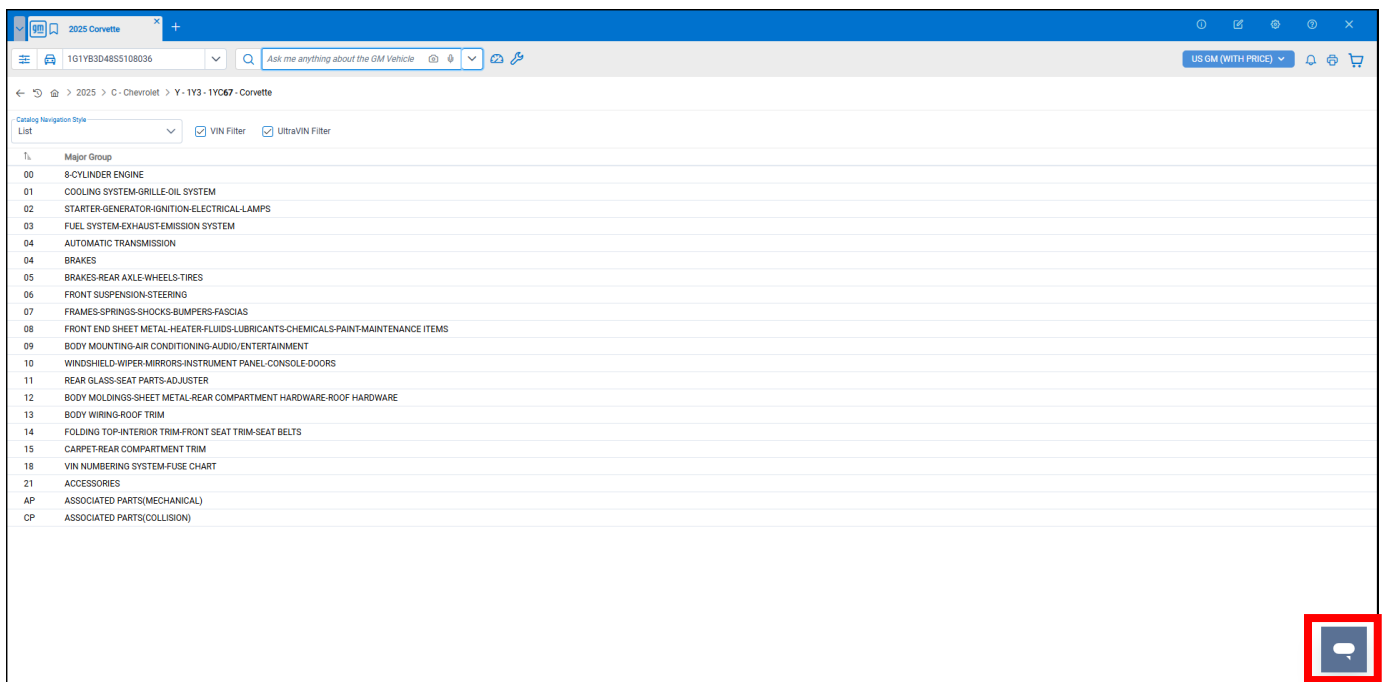 gm 2025 Corvette
1G1YB3D48S5108036 Ask me anything about the GM Vehicle US GM (WITH PRICE)
> 2025 > C - Chevrolet > Y - 1Y3 - 1YC67 - Corvette
Catalog Navigation Style
List VIN Filter UltraVIN Filter
Major Group
00 8-CYLINDER ENGINE
01 COOLING SYSTEM-GRILLE-OIL SYSTEM
02 STARTER-GENERATOR-IGNITION-ELECTRICAL-LAMPS
03 FUEL SYSTEM-EXHAUST-EMISSION SYSTEM
04 AUTOMATIC TRANSMISSION
04 BRAKES
05 BRAKES-REAR AXLE-WHEELS-TIRES
06 FRONT SUSPENSION-STEERING
07 FRAMES-SPRINGS-SHOCKS-BUMPERS-FASCIAS
08 FRONT END SHEET METAL-HEATER-FLUIDS-LUBRICANTS-CHEMICALS-PAINT-MAINTENANCE ITEMS
09 BODY MOUNTING-AIR CONDITIONING-AUDIO/ENTERTAINMENT
10 WINDSHIELD-WIPER-MIRRORS-INSTRUMENT PANEL-CONSOLE-DOORS
11 REAR GLASS-SEAT PARTS-ADJUSTER
12 BODY MOLDINGS-SHEET METAL-REAR COMPARTMENT HARDWARE-ROOF HARDWARE
13 BODY WIRING-ROOF TRIM
14 FOLDING TOP-INTERIOR TRIM-FRONT SEAT TRIM-SEAT BELTS
15 CARPET-REAR COMPARTMENT TRIM
18 VIN NUMBERING SYSTEM-FUSE CHART
21 ACCESSORIES
AP ASSOCIATED PARTS(MECHANICAL)
CP ASSOCIATED PARTS(COLLISION)